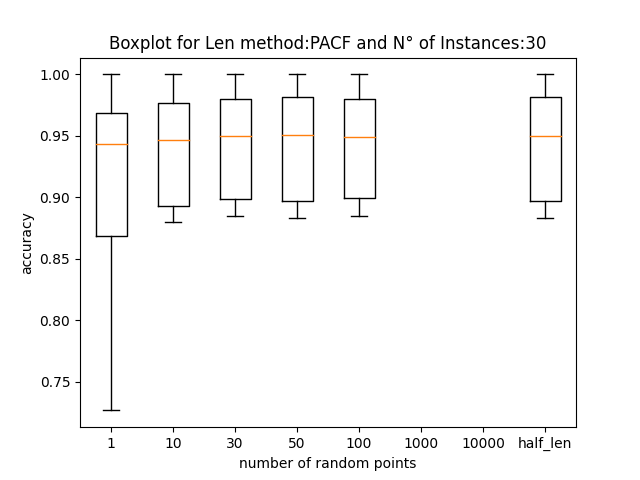 Boxplot for Len method:PACF and N° of Instances:30
1.00
0.95
0.90
0.85
0.80
0.75
accuracy
1 10 30 50 100 1000 10000 half_len
number of random points